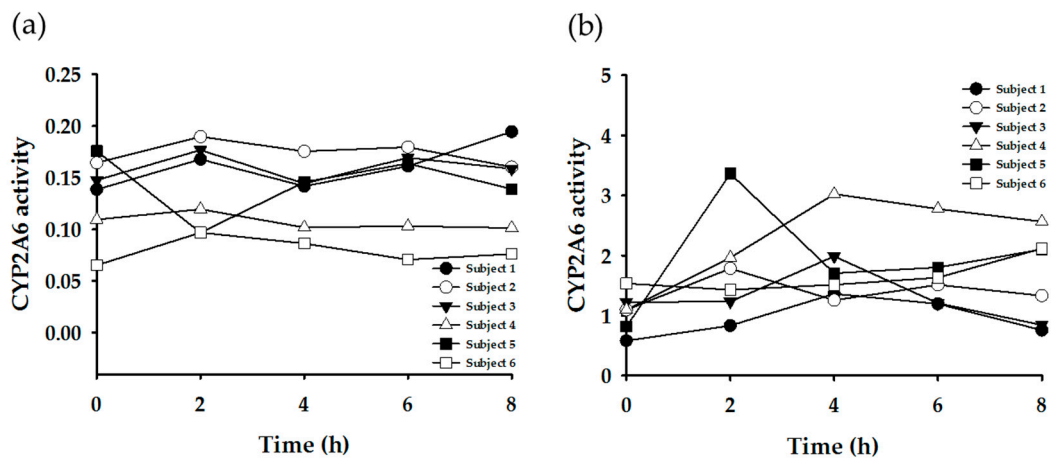 (a)
CYP2A6 activity
0.25
0.20
0.15
0.10
0.05
0.00
0 2 4 6 8
Time (h)
Subject 1
Subject 2
Subject 3
Subject 4
Subject 5
Subject 6
(b)
CYP2A6 activity
5
4
3
2
1
0
0 2 4 6 8
Time (h)
Subject 1
Subject 2
Subject 3
Subject 4
Subject 5
Subject 6